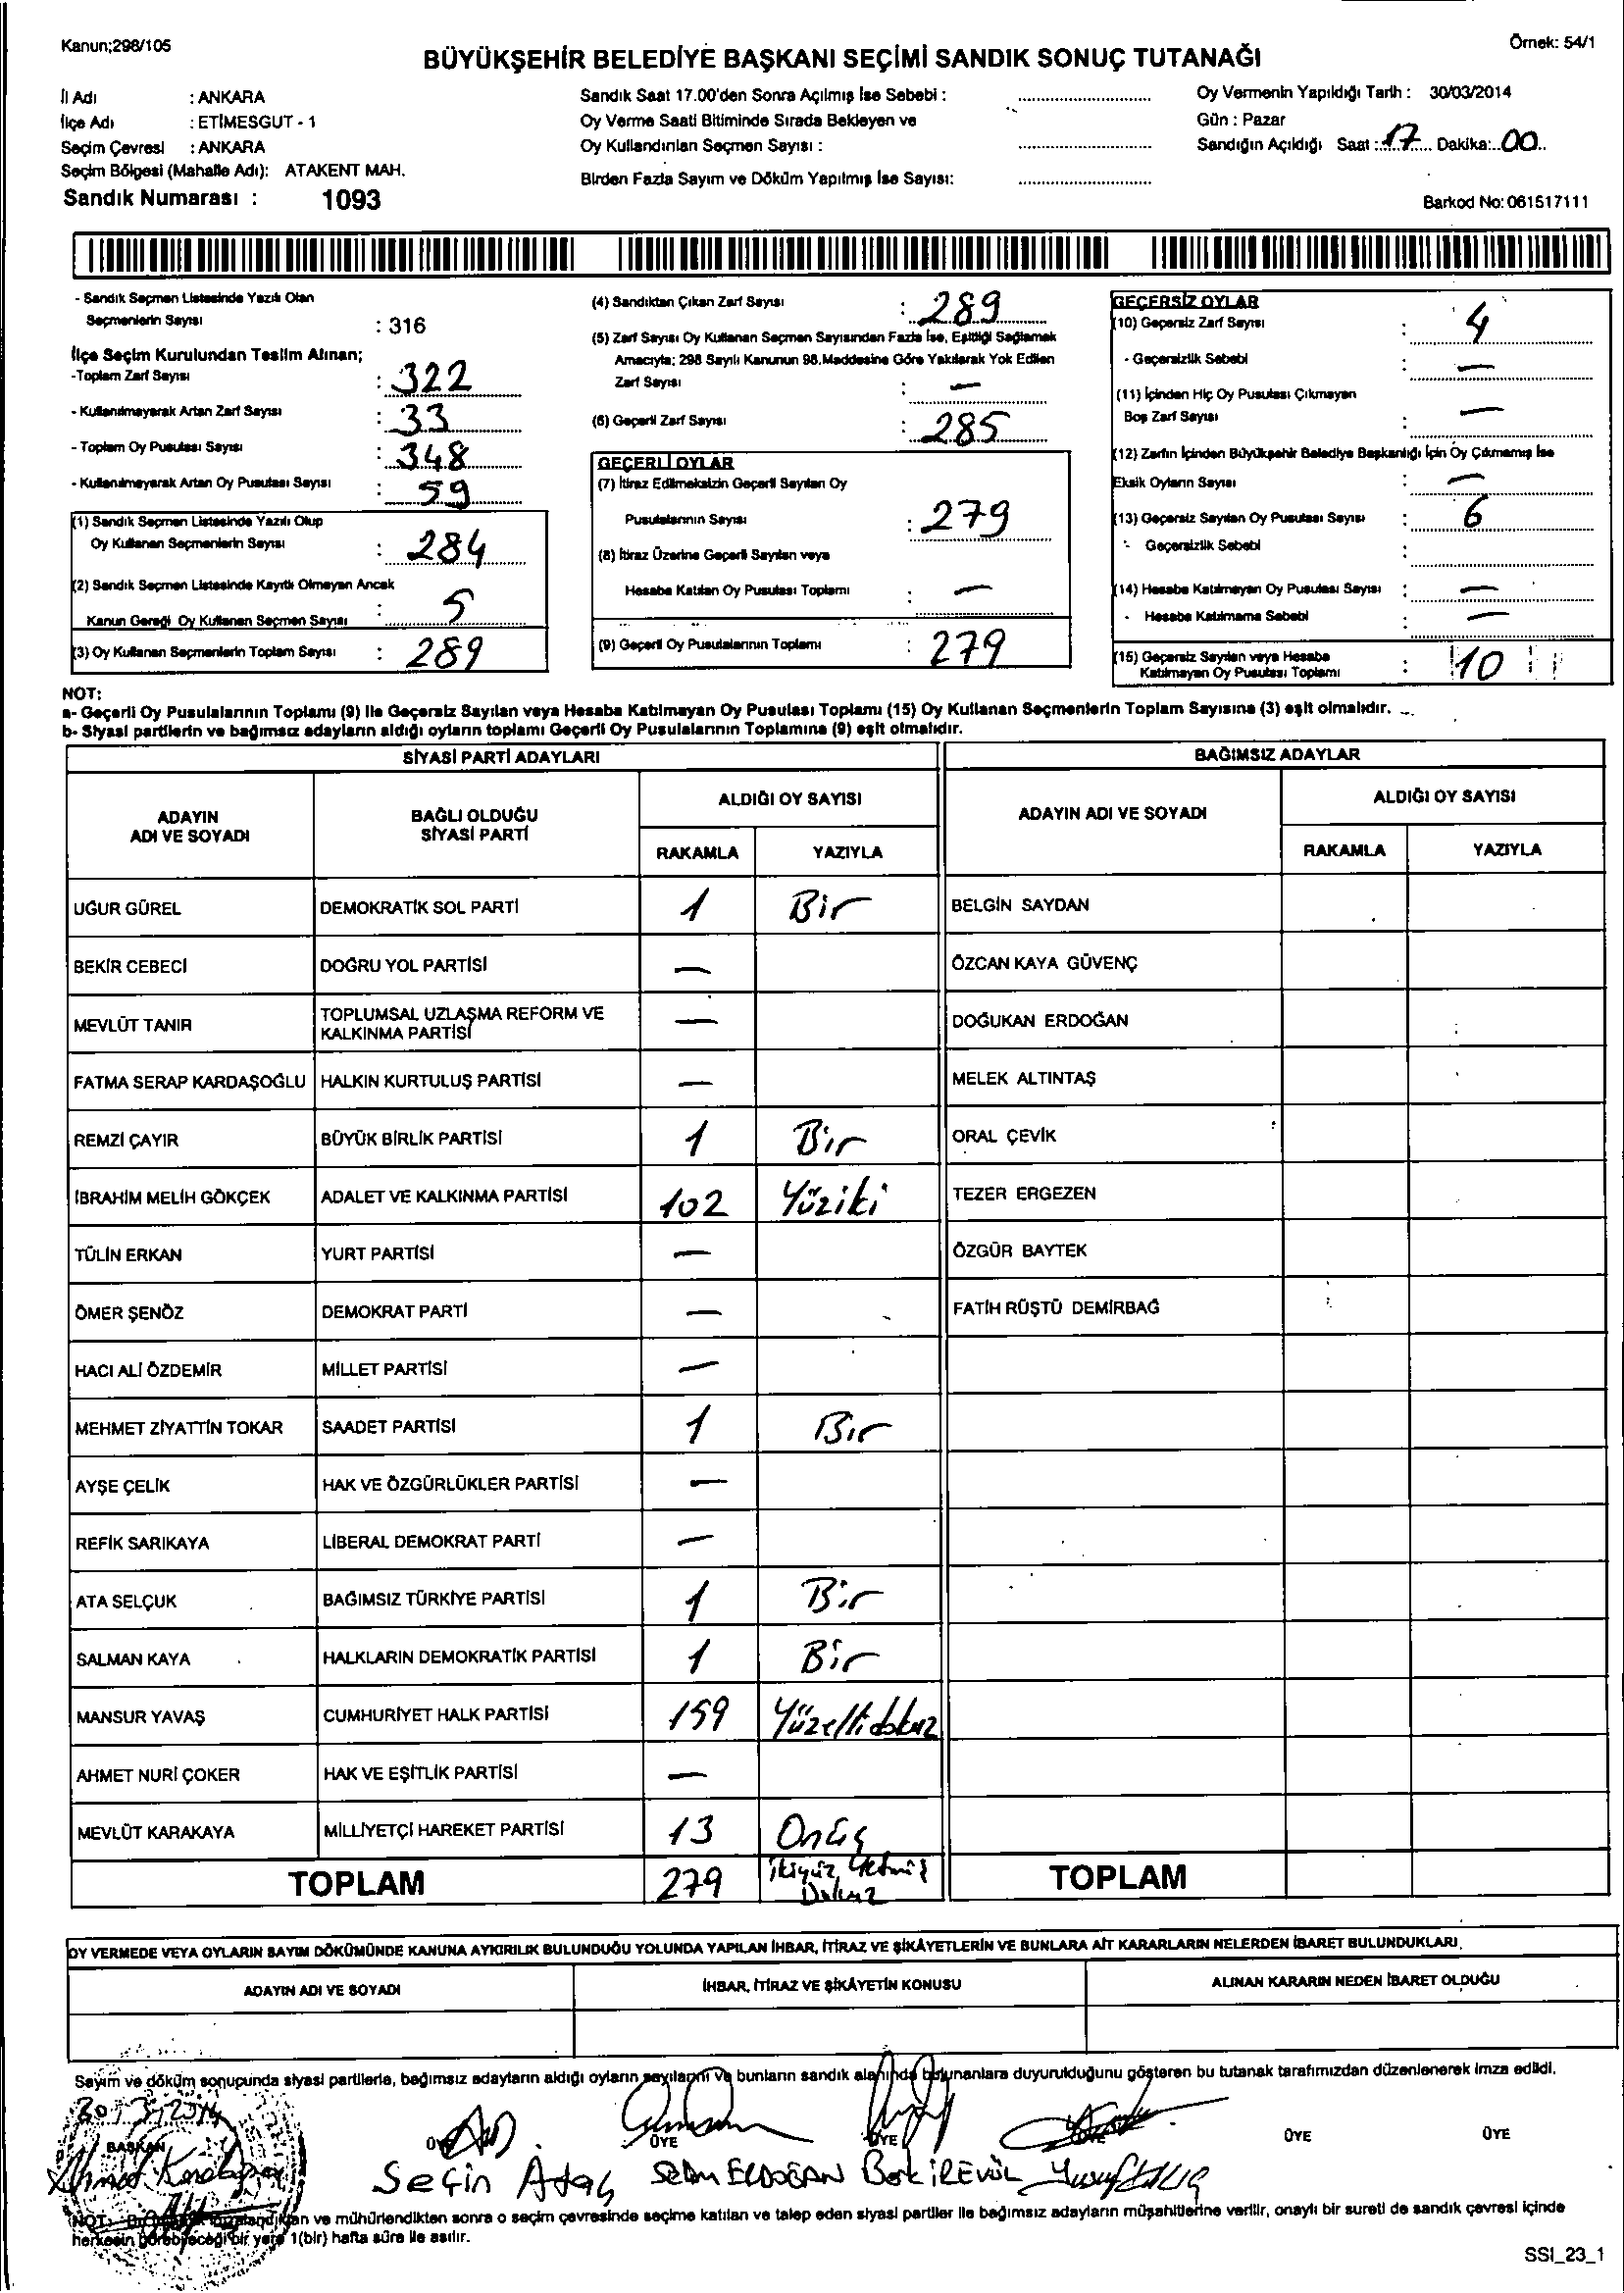 Kanun;298/105
Örnek: 54/1
BÜYÜKŞEHİR BELEDİYE BAŞKANI SEÇİMİ SANDIK SONUÇ TUTANAĞI
İl Adı : ANKARA
İlçe Adı : ETİMESGUT - 1
Seçim Çevresi : ANKARA
Seçim Bölgesi (Mahalle Adı): ATAKENT MAH.
Sandık Numarası : 1093
Sandık Saat 17.00'den Sonra Açılmış İse Sebebi :
Oy Verme Saati Bitiminde Sırada Bekleyen ve
Oy Kullandırılan Seçmen Sayısı :
Birden Fazla Sayım ve Döküm Yapılmış İse Sayısı:
Oy Vermenin Yapıldığı Tarih : 30/03/2014
Gün : Pazar
Sandığın Açıldığı Saat : 17 Dakika: 00
Barkod No: 061517111
- Sandık Seçmen Listesinde Yazılı Olan
Seçmenlerin Sayısı : 316
İlçe Seçim Kurulundan Teslim Alınan;
-Toplam Zarf Sayısı : 322
- Kullanılmayarak Artan Zarf Sayısı : 33
- Toplam Oy Pusulası Sayısı : 348
- Kullanılmayarak Artan Oy Pusulası Sayısı : 59
(1) Sandık Seçmen Listesinde Yazılı Olup
Oy Kullanan Seçmenlerin Sayısı : 284
(2) Sandık Seçmen Listesinde Kayıtlı Olmayan Ancak
Kanun Gereği Oy Kullanan Seçmen Sayısı : 5
(3) Oy Kullanan Seçmenlerin Toplam Sayısı : 289
(4) Sandıktan Çıkan Zarf Sayısı : 289
(5) Zarf Sayısı Oy Kullanan Seçmen Sayısından Fazla İse, Eşitliği Sağlamak
Amacıyla; 298 Sayılı Kanunun 98.Maddesine Göre Yakılarak Yok Edilen
Zarf Sayısı : —
(6) Geçerli Zarf Sayısı : 285
GEÇERLİ OYLAR
(7) İtiraz Edilmeksizin Geçerli Sayılan Oy
Pusulalarının Sayısı : 279
(8) İtiraz Üzerine Geçerli Sayılan veya
Hesaba Katılan Oy Pusulası Toplamı : —
(9) Geçerli Oy Pusulalarının Toplamı : 279
GEÇERSİZ OYLAR
(10) Geçersiz Zarf Sayısı : 4
- Geçersizlik Sebebi : —
(11) İçinden Hiç Oy Pusulası Çıkmayan
Boş Zarf Sayısı : —
(12) Zarfın İçinden Büyükşehir Belediye Başkanlığı İçin Oy Çıkmamış İse
Eksik Oyların Sayısı : —
(13) Geçersiz Sayılan Oy Pusulası Sayısı : 6
- Geçersizlik Sebebi :
(14) Hesaba Katılmayan Oy Pusulası Sayısı : —
- Hesaba Katılmama Sebebi : —
(15) Geçersiz Sayılan veya Hesaba
Katılmayan Oy Pusulası Toplamı : 10
NOT:
a- Geçerli Oy Pusulalarının Toplamı (9) İle Geçersiz Sayılan veya Hesaba Katılmayan Oy Pusulası Toplamı (15) Oy Kullanan Seçmenlerin Toplam Sayısına (3) eşit olmalıdır.
b- Siyasi partilerin ve bağımsız adayların aldığı oyların toplamı Geçerli Oy Pusulalarının Toplamına (9) eşit olmalıdır.
SİYASİ PARTİ ADAYLARI
BAĞIMSIZ ADAYLAR
ADAYIN ADI VE SOYADI
BAĞLI OLDUĞU SİYASİ PARTİ
ALDIĞI OY SAYISI
RAKAMLA YAZIYLA
ADAYIN ADI VE SOYADI
ALDIĞI OY SAYISI
RAKAMLA YAZIYLA
UĞUR GÜREL DEMOKRATİK SOL PARTİ 1 Bir BELGİN SAYDAN
BEKİR CEBECİ DOĞRU YOL PARTİSİ — ÖZCAN KAYA GÜVENÇ
MEVLÜT TANIR TOPLUMSAL UZLAŞMA REFORM VE KALKINMA PARTİSİ — DOĞUKAN ERDOĞAN
FATMA SERAP KARDAŞOĞLU HALKIN KURTULUŞ PARTİSİ — MELEK ALTINTAŞ
REMZİ ÇAYIR BÜYÜK BİRLİK PARTİSİ 1 Bir ORAL ÇEVİK
İBRAHİM MELİH GÖKÇEK ADALET VE KALKINMA PARTİSİ 102 Yüziki TEZER ERGEZEN
TÜLİN ERKAN YURT PARTİSİ — ÖZGÜR BAYTEK
ÖMER ŞENÖZ DEMOKRAT PARTİ — FATİH RÜŞTÜ DEMİRBAĞ
HACI ALİ ÖZDEMİR MİLLET PARTİSİ —
MEHMET ZİYATTİN TOKAR SAADET PARTİSİ 1 Bir
AYŞE ÇELİK HAK VE ÖZGÜRLÜKLER PARTİSİ —
REFİK SARIKAYA LİBERAL DEMOKRAT PARTİ —
ATA SELÇUK BAĞIMSIZ TÜRKİYE PARTİSİ 1 Bir
SALMAN KAYA HALKLARIN DEMOKRATİK PARTİSİ 1 Bir
MANSUR YAVAŞ CUMHURİYET HALK PARTİSİ 159 Yüzellidokuz
AHMET NURİ ÇOKER HAK VE EŞİTLİK PARTİSİ —
MEVLÜT KARAKAYA MİLLİYETÇİ HAREKET PARTİSİ 13 Onüç
TOPLAM 279 İkiyüz Yetmiş Dokuz TOPLAM
OY VERMEDE VEYA OYLARIN SAYIM DÖKÜMÜNDE KANUNA AYKIRILIK BULUNDUĞU YOLUNDA YAPILAN İHBAR, İTİRAZ VE ŞİKÂYETLERİN VE BUNLARA AİT KARARLARIN NELERDEN İBARET BULUNDUKLARI.
ADAYIN ADI VE SOYADI
İHBAR, İTİRAZ VE ŞİKÂYETİN KONUSU
ALINAN KARARIN NEDEN İBARET OLDUĞU
Sayım ve döküm sonucunda siyasi partilerle, bağımsız adayların aldığı oyların sayılarını ve bunların sandık alanında bulunanlara duyurulduğunu gösteren bu tutanak tarafımızdan düzenlenerek imza edildi.
30/3/2014
BAŞKAN ÜYE ÜYE ÜYE ÜYE ÜYE ÜYE
Ahmet Seçin Selim ERDOĞAN Berk Yusuf KILIÇ
NOT: ve mühürlendikten sonra o seçim çevresinde seçime katılan ve talep eden siyasi partiler ile bağımsız adayların müşahitlerine verilir, onaylı bir sureti de sandık çevresi içinde
herkesin görebileceği bir yere 1(bir) hafta süre ile asılır.
SSI_23_1